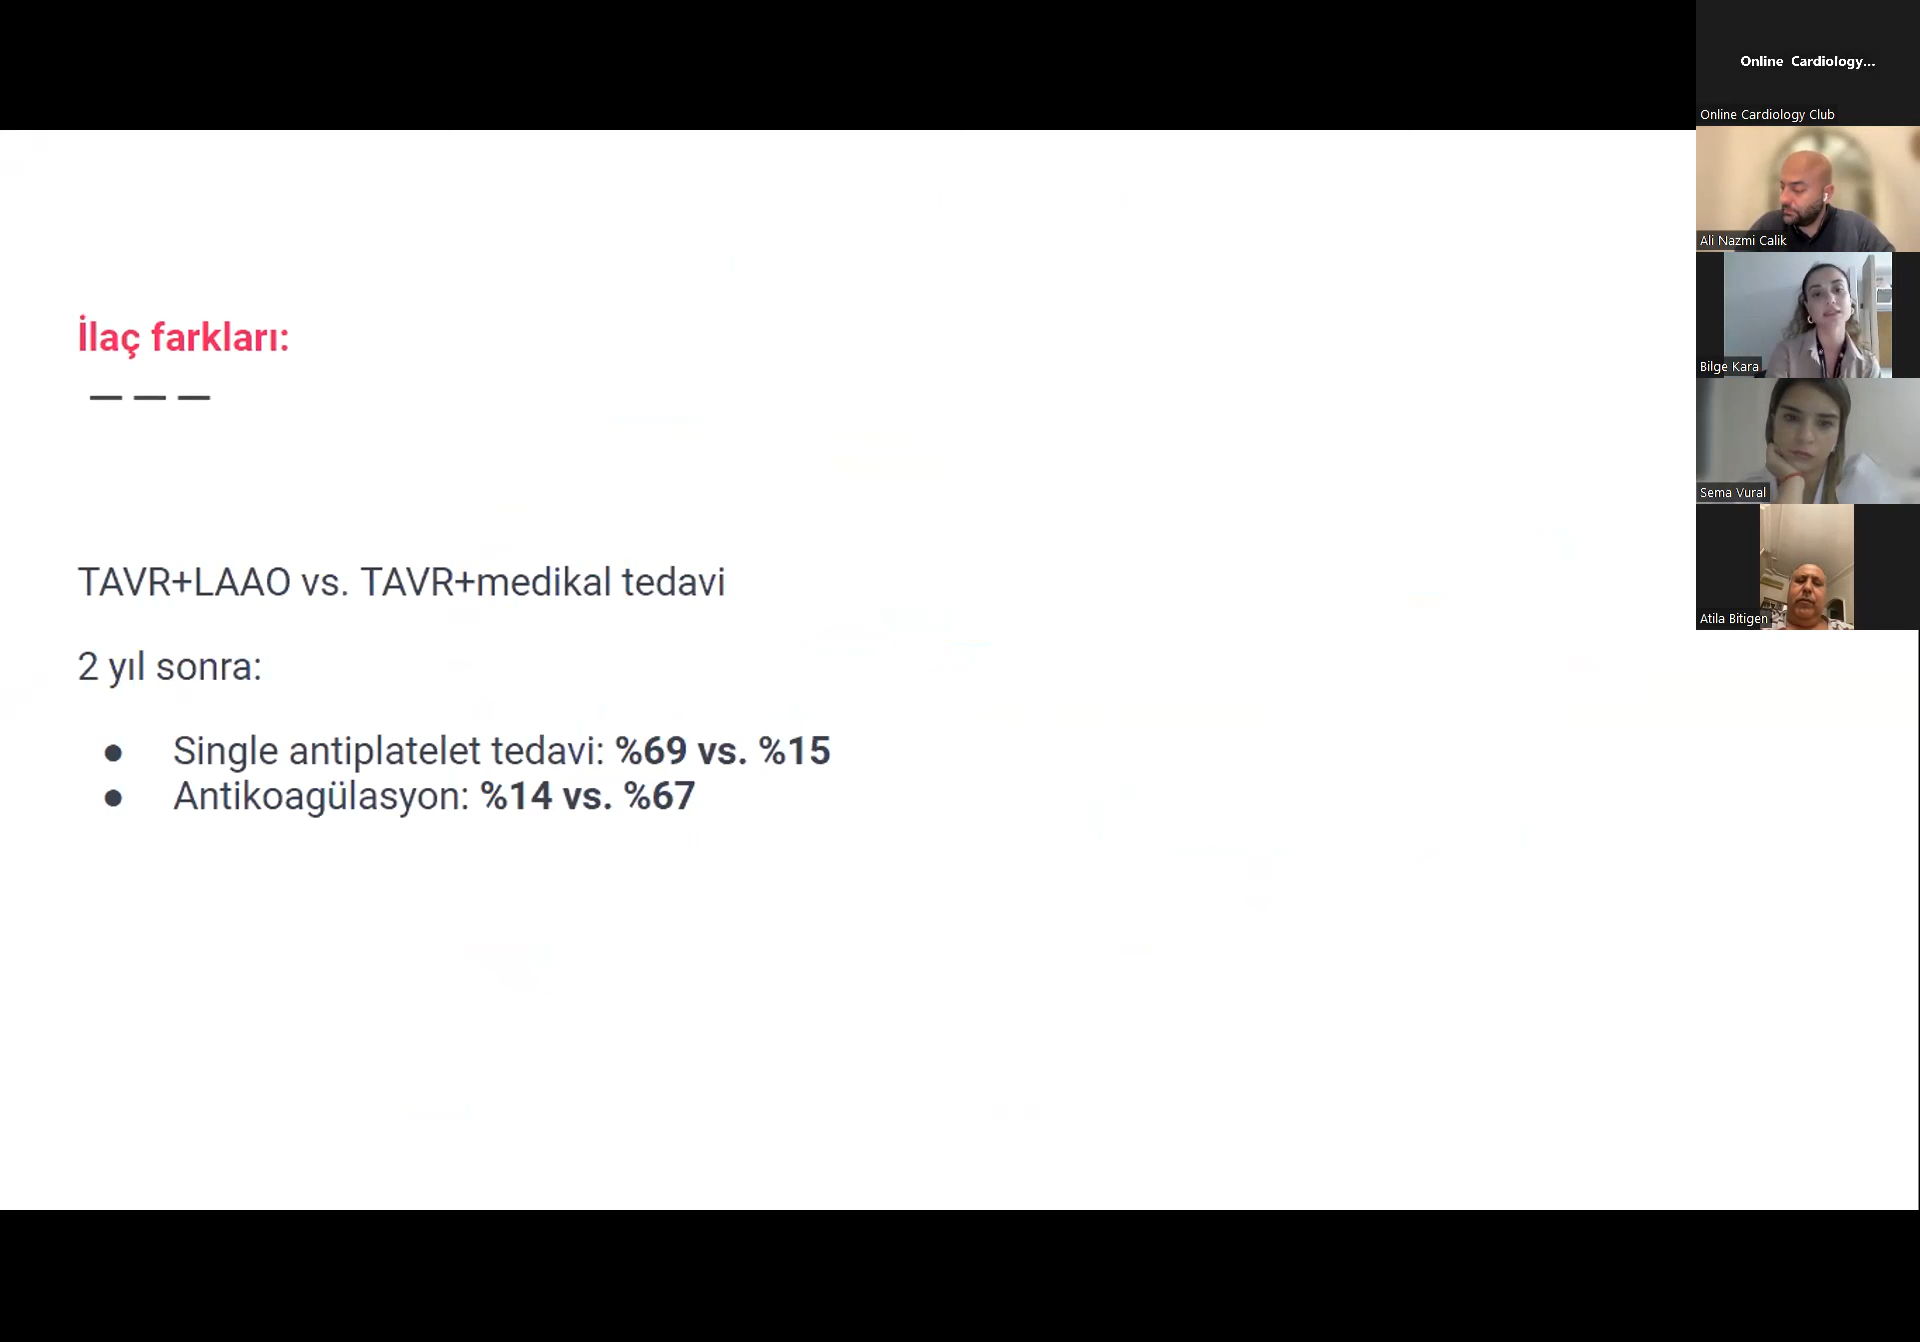 Online Cardiology...
Online Cardiology Club
Ali Nazmi Calik
Bilge Kara
Sema Vural
Atila Bitigen
İlaç farkları:
TAVR+LAAO vs. TAVR+medikal tedavi
2 yıl sonra:
● Single antiplatelet tedavi: %69 vs. %15
● Antikoagülasyon: %14 vs. %67